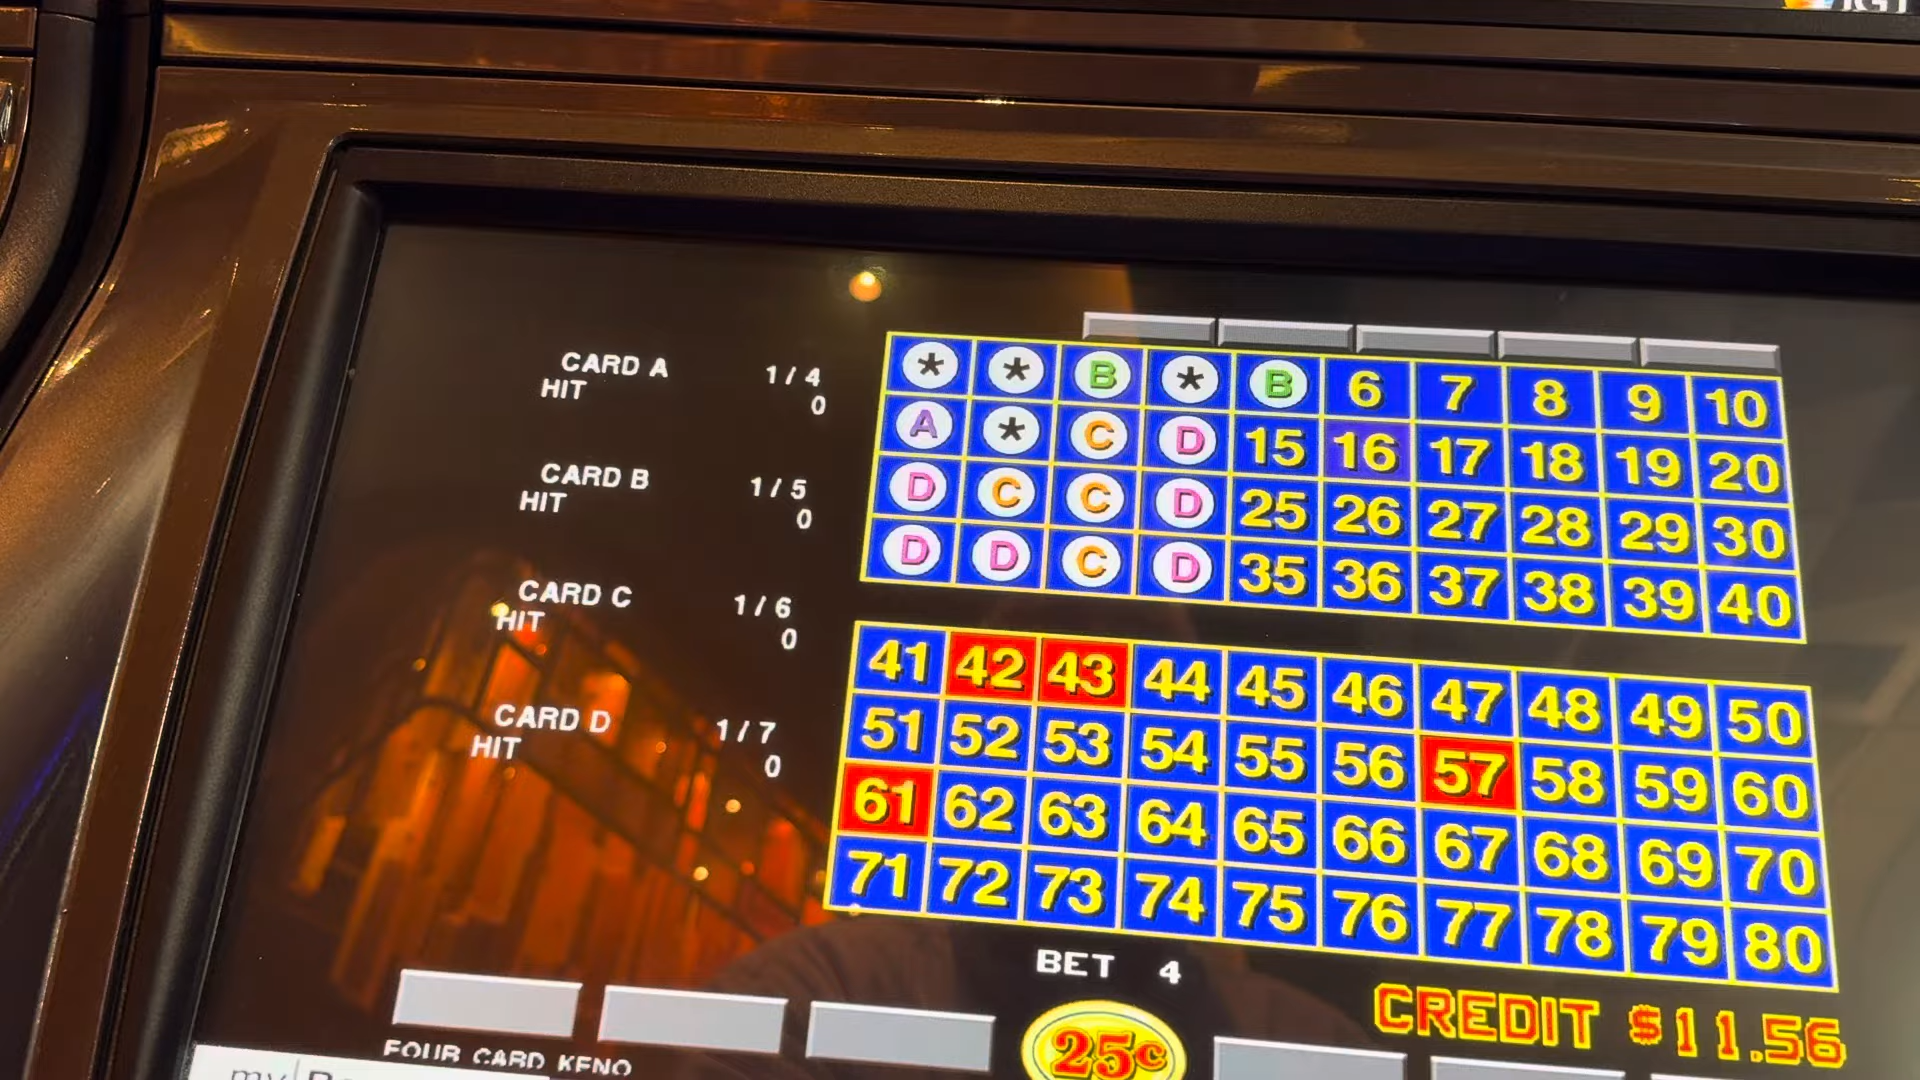 IGT
CARD A 1/4
HIT 0
CARD B 1/5
HIT 0
CARD C 1/6
HIT 0
CARD D 1/7
HIT 0
* * B * B 6 7 8 9 10
A * C D 15 16 17 18 19 20
D C C D 25 26 27 28 29 30
D D C D 35 36 37 38 39 40
41 42 43 44 45 46 47 48 49 50
51 52 53 54 55 56 57 58 59 60
61 62 63 64 65 66 67 68 69 70
71 72 73 74 75 76 77 78 79 80
BET 4
CREDIT $11.56
25¢
FOUR CARD KENO
my